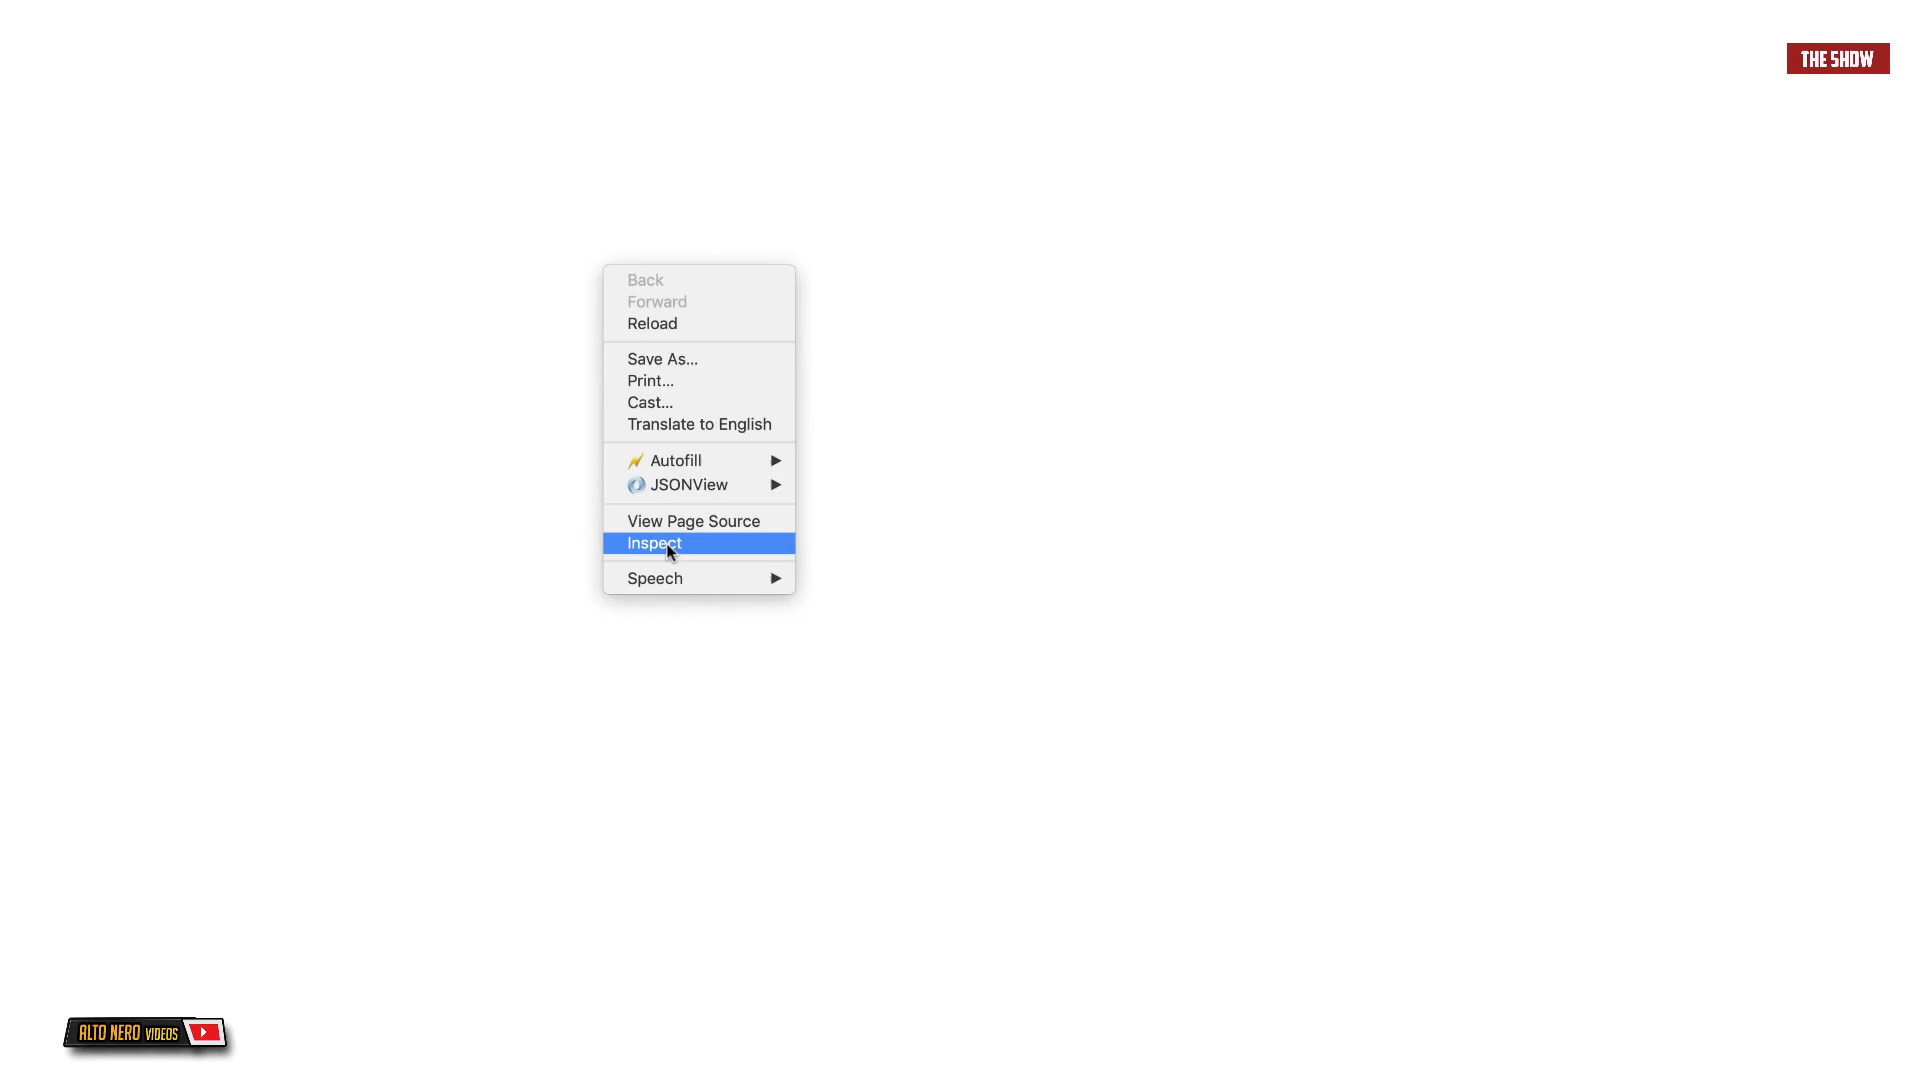 THE SHOW
Back
Forward
Reload
Save As...
Print...
Cast...
Translate to English
Autofill
JSONView
View Page Source
Inspect
Speech
ALTO NERO VIDEOS